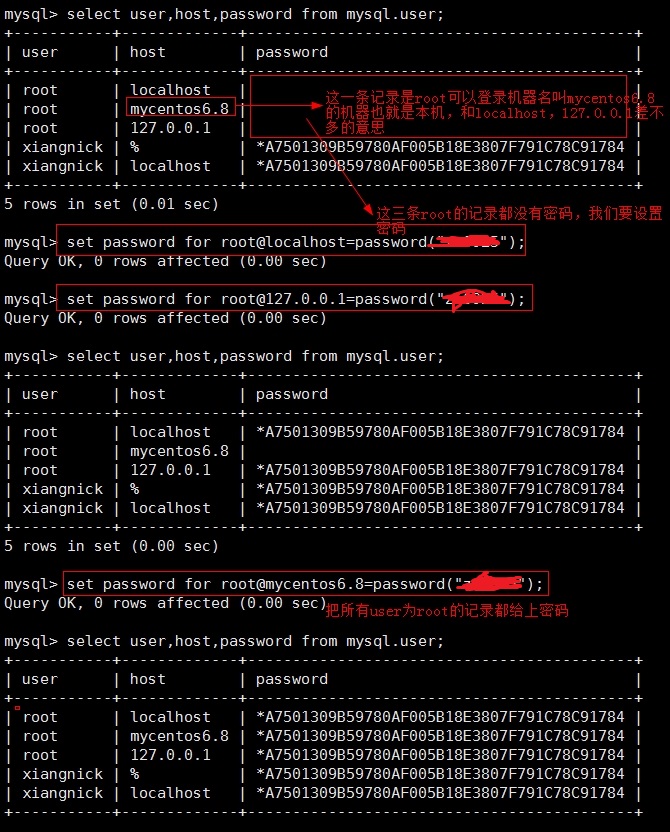 mysql> select user,host,password from mysql.user;
+-----------+-------------+-------------------------------------------+
| user      | host        | password                                  |
+-----------+-------------+-------------------------------------------+
| root      | localhost   |
| root      | mycentos6.8 |
| root      | 127.0.0.1   |
这一条记录是root可以登录机器名叫mycentos6.8
的机器也就是本机，和localhost，127.0.0.1差不
多的意思
| xiangnick | %           | *A7501309B59780AF005B18E3807F791C78C91784 |
| xiangnick | localhost   | *A7501309B59780AF005B18E3807F791C78C91784 |
+-----------+-------------+-------------------------------------------+
5 rows in set (0.01 sec)
这三条root的记录都没有密码，我们要设置
密码
mysql> set password for root@localhost=password("");
Query OK, 0 rows affected (0.00 sec)
mysql> set password for root@127.0.0.1=password("");
Query OK, 0 rows affected (0.00 sec)
mysql> select user,host,password from mysql.user;
+-----------+-------------+-------------------------------------------+
| user      | host        | password                                  |
+-----------+-------------+-------------------------------------------+
| root      | localhost   | *A7501309B59780AF005B18E3807F791C78C91784 |
| root      | mycentos6.8 |
| root      | 127.0.0.1   | *A7501309B59780AF005B18E3807F791C78C91784 |
| xiangnick | %           | *A7501309B59780AF005B18E3807F791C78C91784 |
| xiangnick | localhost   | *A7501309B59780AF005B18E3807F791C78C91784 |
+-----------+-------------+-------------------------------------------+
5 rows in set (0.00 sec)
mysql> set password for root@mycentos6.8=password("");
Query OK, 0 rows affected (0.00 sec)
把所有user为root的记录都给上密码
mysql> select user,host,password from mysql.user;
+-----------+-------------+-------------------------------------------+
| user      | host        | password                                  |
+-----------+-------------+-------------------------------------------+
| root      | localhost   | *A7501309B59780AF005B18E3807F791C78C91784 |
| root      | mycentos6.8 | *A7501309B59780AF005B18E3807F791C78C91784 |
| root      | 127.0.0.1   | *A7501309B59780AF005B18E3807F791C78C91784 |
| xiangnick | %           | *A7501309B59780AF005B18E3807F791C78C91784 |
| xiangnick | localhost   | *A7501309B59780AF005B18E3807F791C78C91784 |
+-----------+-------------+-------------------------------------------+